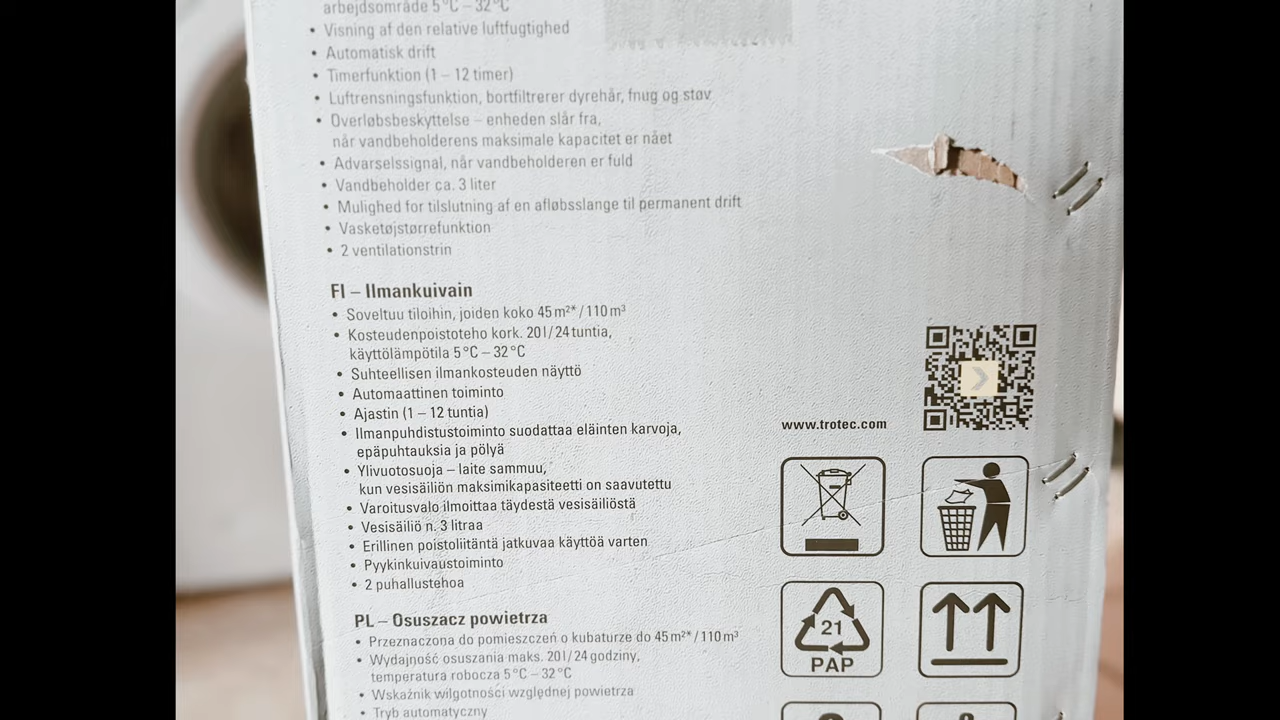 arbejdsområde 5 °C – 32 °C
• Visning af den relative luftfugtighed
• Automatisk drift
• Timerfunktion (1 – 12 timer)
• Luftrensningsfunktion, bortfiltrerer dyrehår, fnug og støv
• Overløbsbeskyttelse – enheden slår fra,
når vandbeholderens maksimale kapacitet er nået
• Advarselssignal, når vandbeholderen er fuld
• Vandbeholder ca. 3 liter
• Mulighed for tilslutning af en afløbsslange til permanent drift
• Vasketøjstørrefunktion
• 2 ventilationstrin
FI – Ilmankuivain
• Soveltuu tiloihin, joiden koko 45 m²* / 110 m³
• Kosteudenpoistoteho kork. 20 l / 24 tuntia,
käyttölämpötila 5 °C – 32 °C
• Suhteellisen ilmankosteuden näyttö
• Automaattinen toiminto
• Ajastin (1 – 12 tuntia)
• Ilmanpuhdistustoiminto suodattaa eläinten karvoja,
epäpuhtauksia ja pölyä
• Ylivuotosuoja – laite sammuu,
kun vesisäiliön maksimikapasiteetti on saavutettu
• Varoitusvalo ilmoittaa täydestä vesisäiliöstä
• Vesisäiliö n. 3 litraa
• Erillinen poistoliitäntä jatkuvaa käyttöä varten
• Pyykinkuivaustoiminto
• 2 puhallustehoa
PL – Osuszacz powietrza
• Przeznaczona do pomieszczeń o kubaturze do 45 m²* / 110 m³
• Wydajność osuszania maks. 20 l / 24 godziny,
temperatura robocza 5 °C – 32 °C
• Wskaźnik wilgotności względnej powietrza
• Tryb automatyczny
www.trotec.com
21
PAP